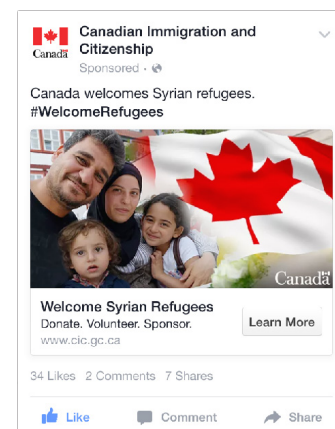 Canadian Immigration and
Citizenship
Canada
Sponsored ·
Canada welcomes Syrian refugees.
#WelcomeRefugees
Canada
Welcome Syrian Refugees
Donate. Volunteer. Sponsor.
www.cic.gc.ca
Learn More
34 Likes 2 Comments 7 Shares
Like Comment Share